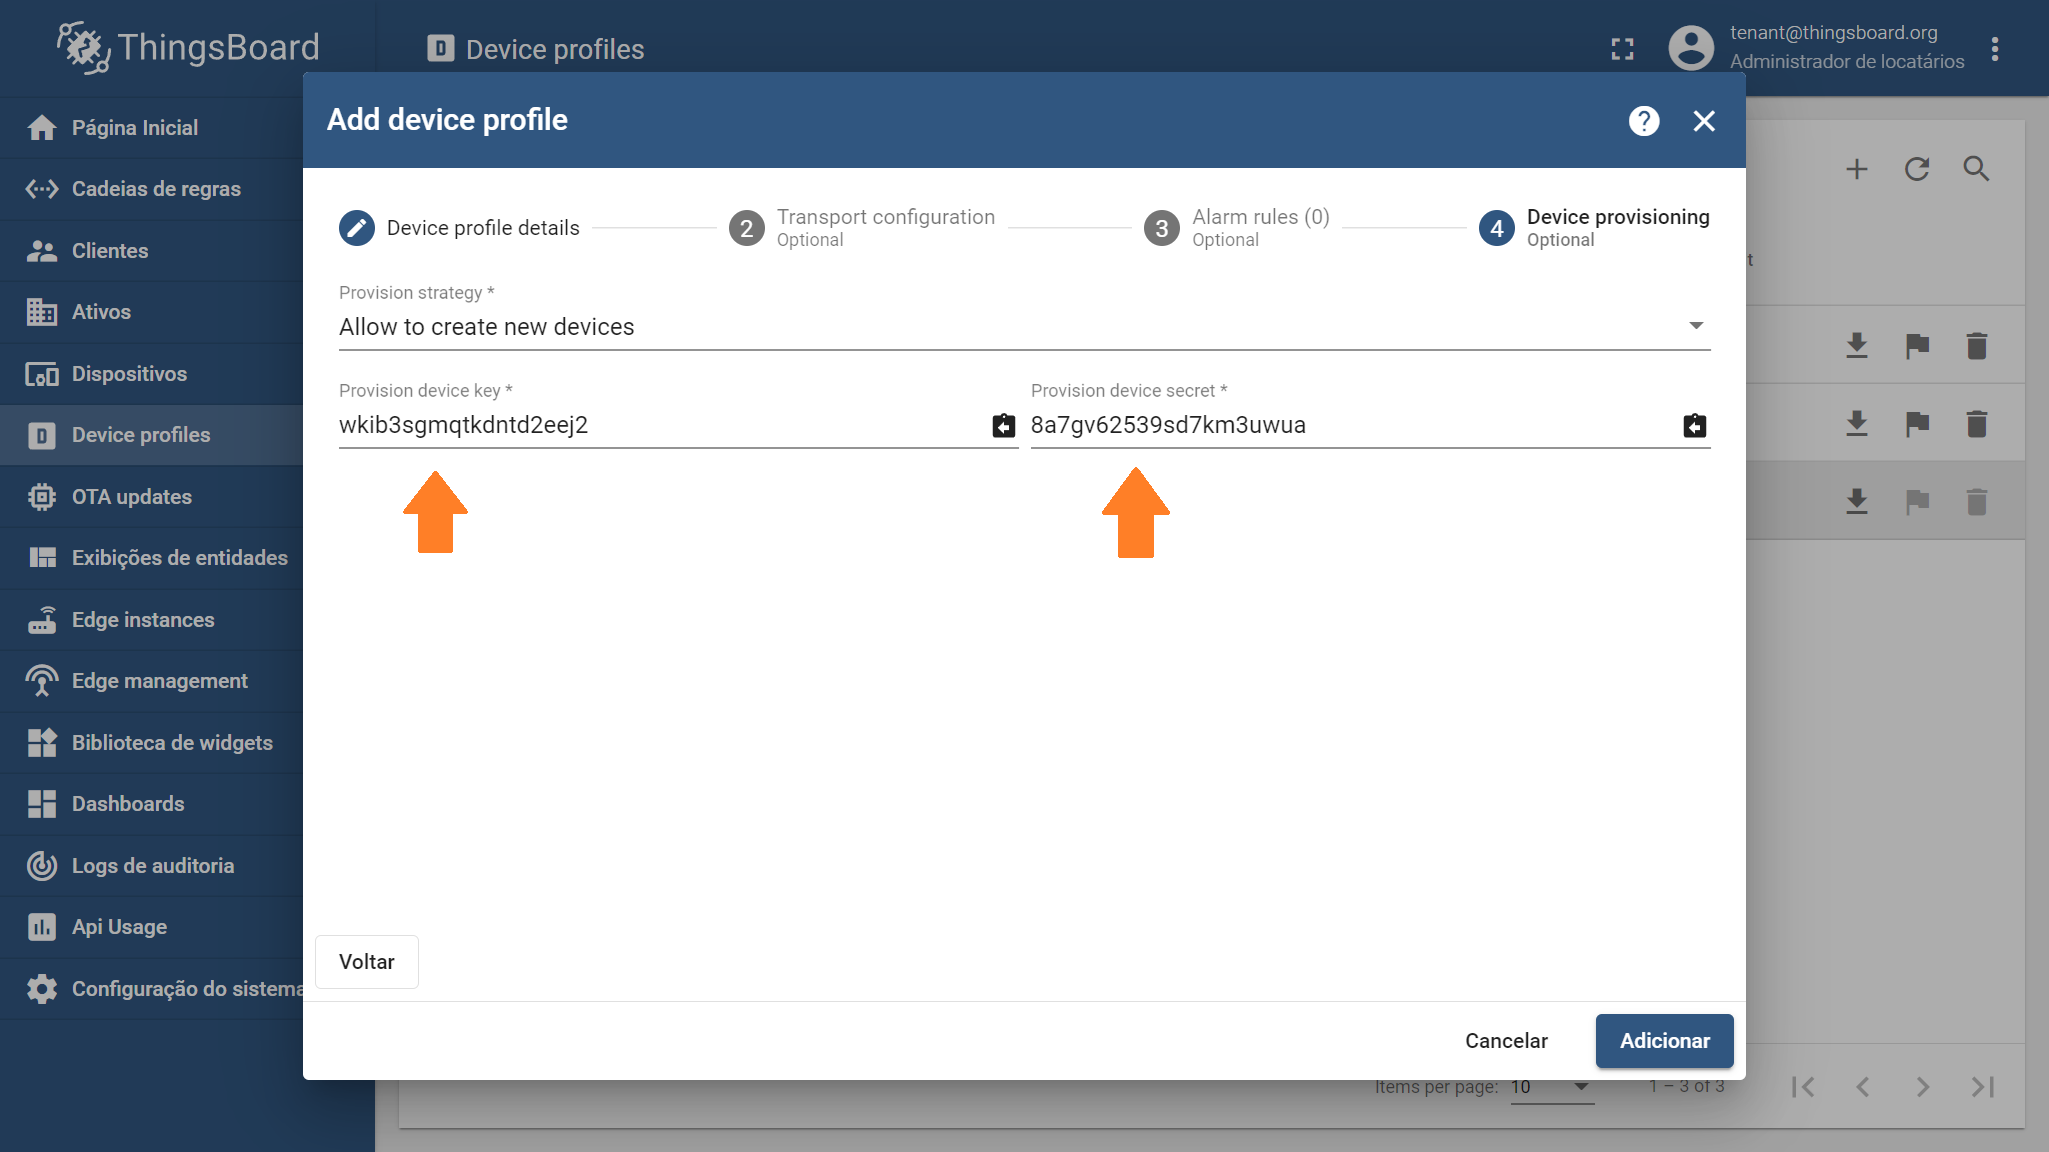 ThingsBoard
D Device profiles
tenant@thingsboard.org
Administrador de locatários
Página Inicial
Cadeias de regras
Clientes
Ativos
Dispositivos
D Device profiles
OTA updates
Exibições de entidades
Edge instances
Edge management
Biblioteca de widgets
Dashboards
Logs de auditoria
Api Usage
Configuração do sistema
Add device profile
?
Device profile details
2 Transport configuration
Optional
3 Alarm rules (0)
Optional
4 Device provisioning
Optional
t
Provision strategy *
Allow to create new devices
Provision device key *
wkib3sgmqtkdntd2eej2
Provision device secret *
8a7gv62539sd7km3uwua
Voltar
Cancelar
Adicionar
Items per page: 10
1 – 3 of 3